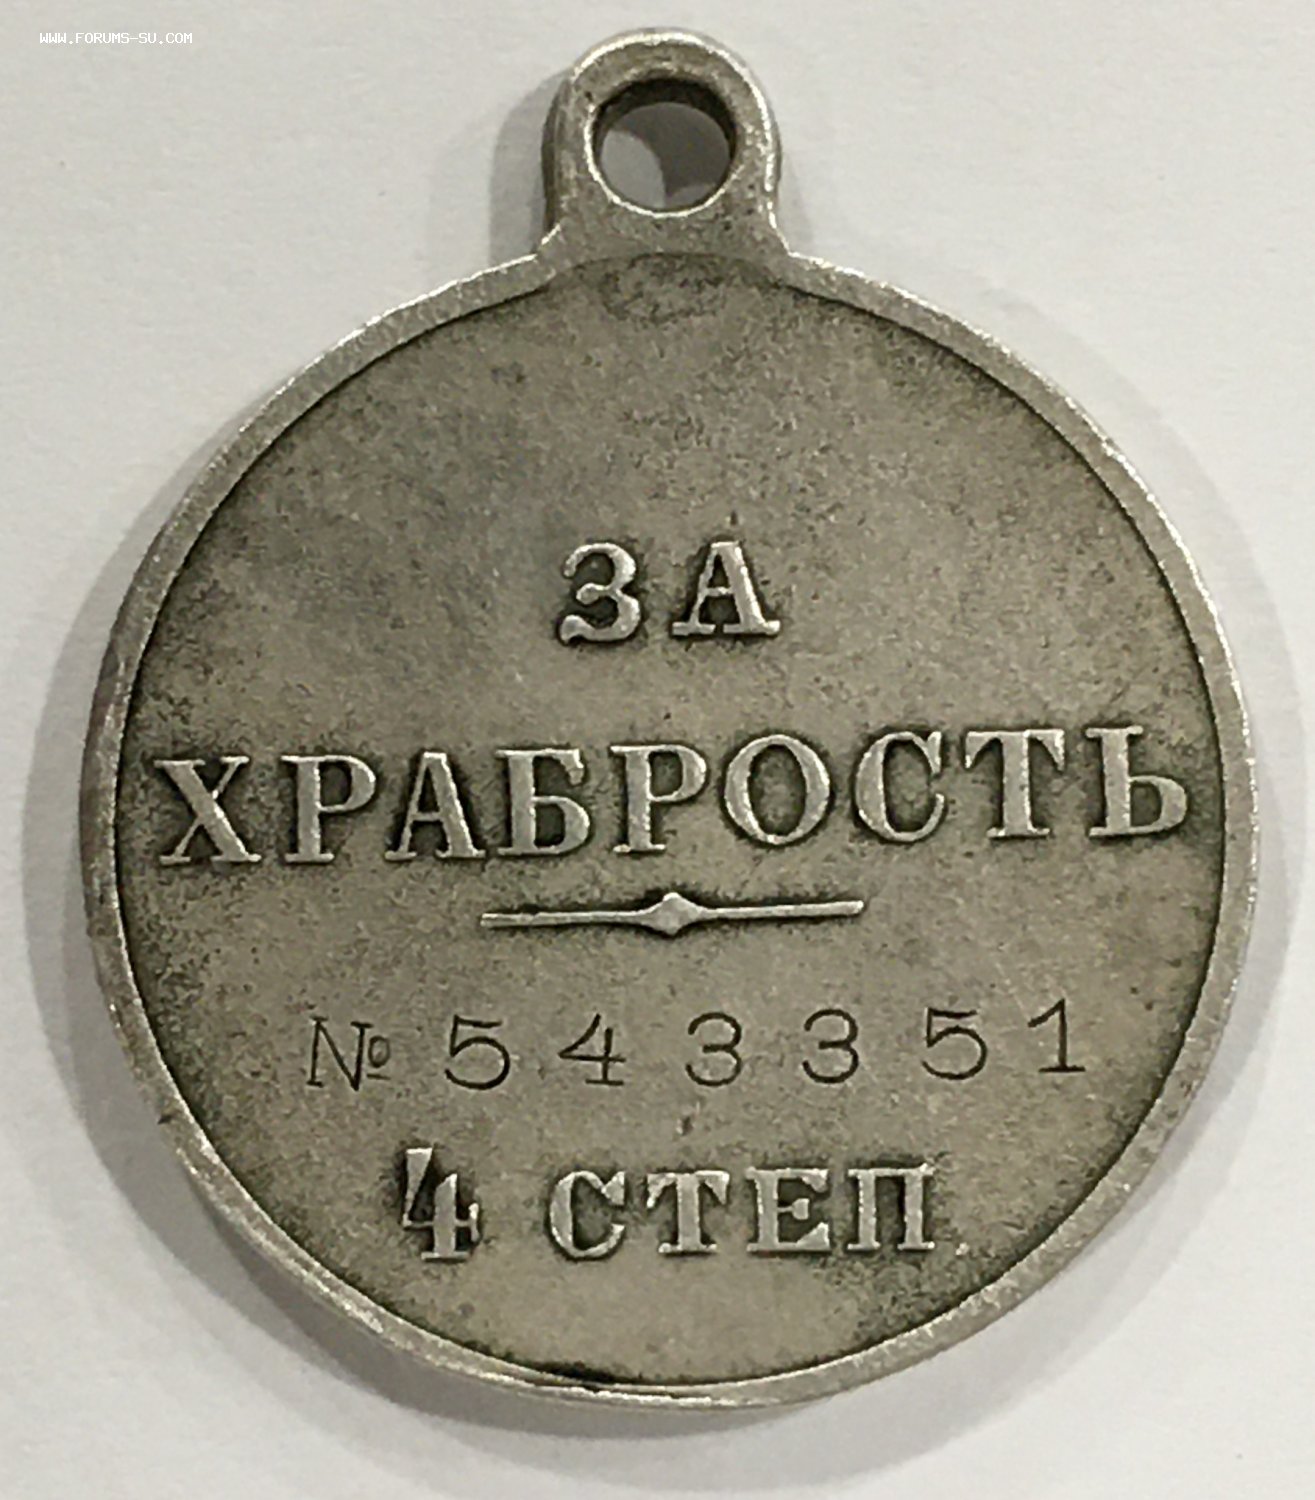 www.forums-su.com
ЗА
ХРАБРОСТЬ
№ 543351
4 СТЕП.